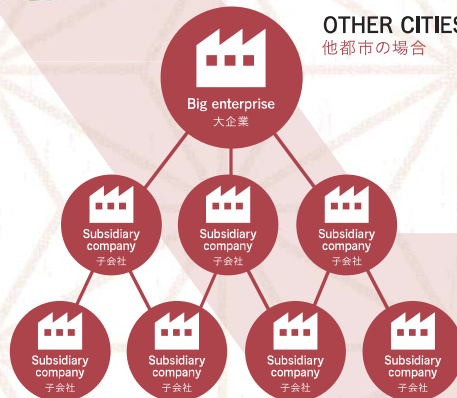 OTHER CITIES
他都市の場合
Big enterprise
大企業
Subsidiary
company
子会社
Subsidiary
company
子会社
Subsidiary
company
子会社
Subsidiary
company
子会社
Subsidiary
company
子会社
Subsidiary
company
子会社
Subsidiary
company
子会社